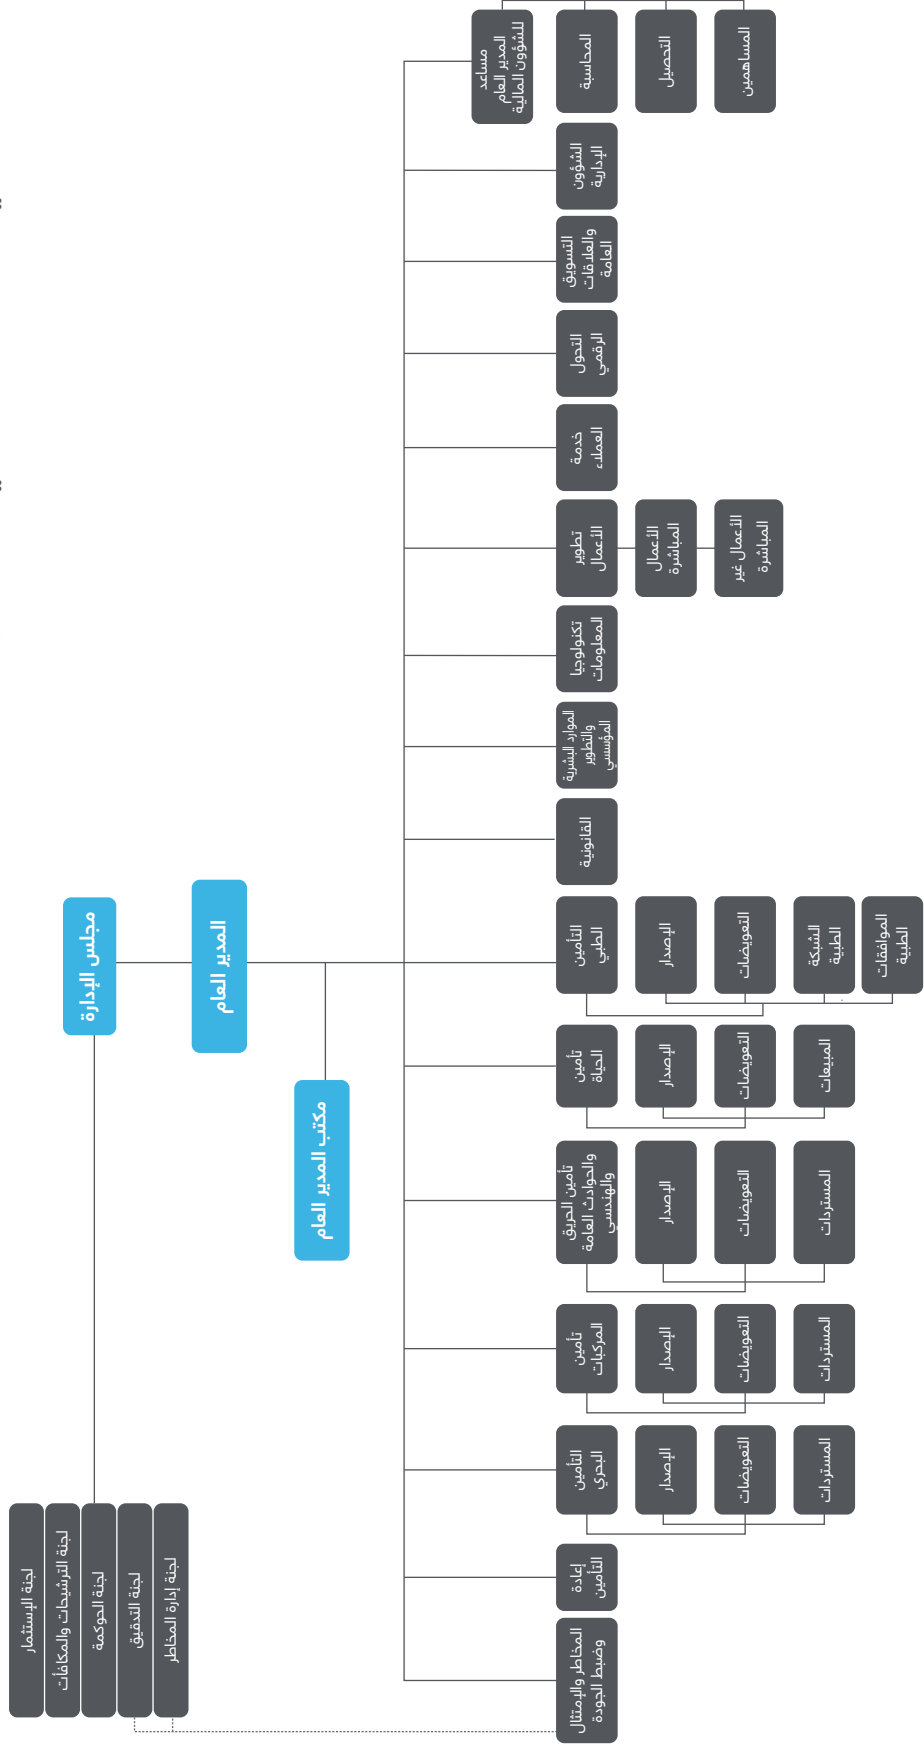 مجلس الإدارة
المدير العام
مكتب المدير العام
لجنة الإستثمار
لجنة الترشيحات والمكافأت
لجنة الحوكمة
لجنة التدقيق
لجنة إدارة المخاطر
مساعد
المدير العام
للشؤون المالية
المحاسبة
التحصيل
المساهمين
الشؤون
الإدارية
التسويق
والعلاقات
العامة
التحول
الرقمي
خدمة
العملاء
تطوير
الأعمال
الأعمال
المباشرة
الأعمال غير
المباشرة
تكنولوجيا
المعلومات
الموارد البشرية
والتطوير
المؤسسي
القانونية
التأمين
الطبي
الإصدار
التعويضات
الشبكة
الطبية
الموافقات
الطبية
تأمين
الحياة
الإصدار
التعويضات
المبيعات
تأمين الحريق
والحوادث العامة
والهندسي
الإصدار
التعويضات
المستردات
تأمين
المركبات
الإصدار
التعويضات
المستردات
التأمين
البحري
الإصدار
التعويضات
المستردات
إعادة
التأمين
المخاطر والإمتثال
وضبط الجودة